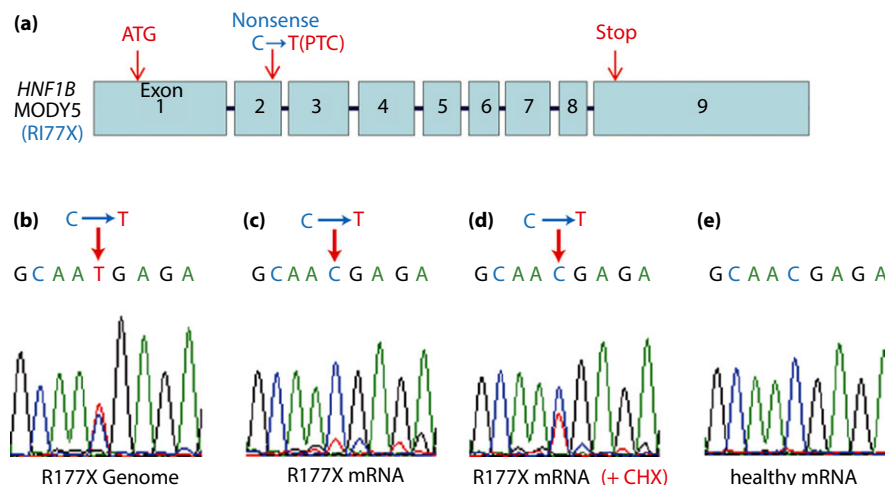 (a)
Nonsense
ATG C→T(PTC) Stop
HNF1B
MODY5
(RI77X)
Exon
1 2 3 4 5 6 7 8 9
(b) C→T (c) C→T (d) C→T (e)
G C A A T G A G A G C A A C G A G A G C A A C G A G A G C A A C G A G A
R177X Genome R177X mRNA R177X mRNA (+ CHX) healthy mRNA